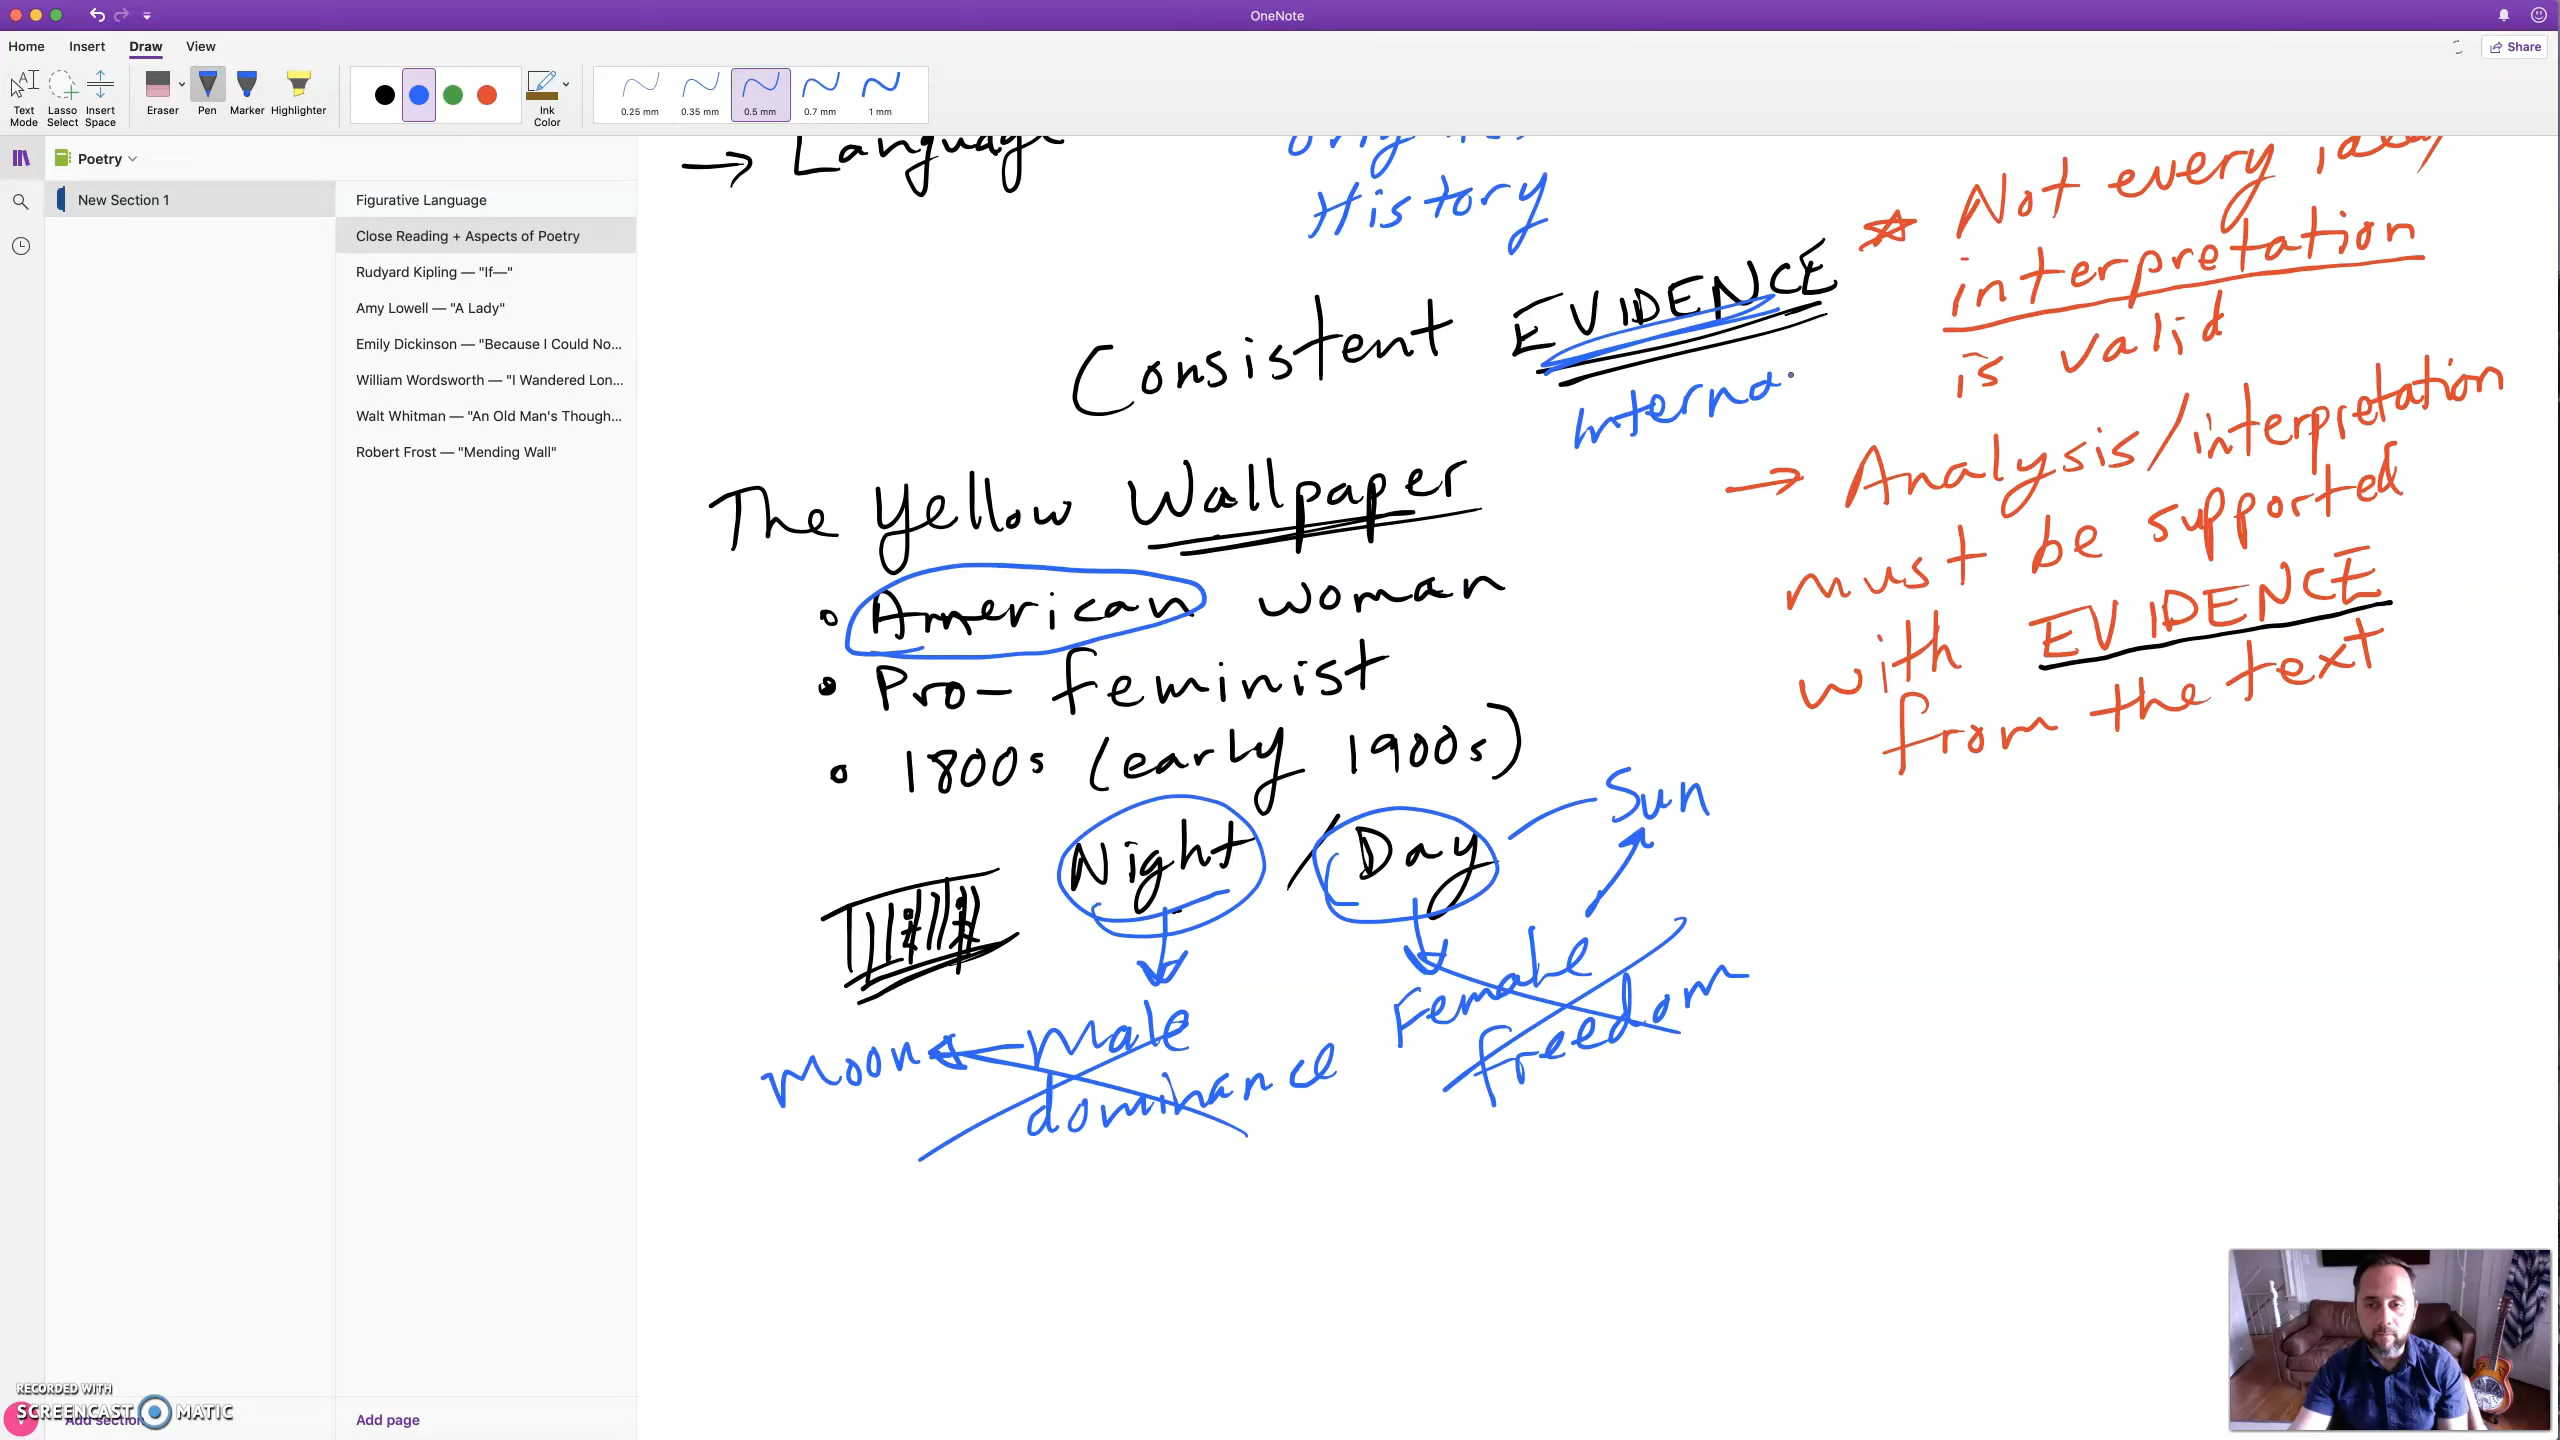 OneNote
Home Insert Draw View
Share
Text Mode
Lasso Select
Insert Space
Eraser
Pen
Marker
Highlighter
Ink Color
0.25 mm
0.35 mm
0.5 mm
0.7 mm
1 mm
Poetry
New Section 1
Figurative Language
Close Reading + Aspects of Poetry
Rudyard Kipling — "If—"
Amy Lowell — "A Lady"
Emily Dickinson — "Because I Could No...
William Wordsworth — "I Wandered Lon...
Walt Whitman — "An Old Man's Though...
Robert Frost — "Mending Wall"
Add section
Add page
RECORDED WITH
SCREENCAST MATIC
→ Language
History
Consistent EVIDENCE
Interna
The Yellow Wallpaper
• American woman
• Pro-feminist
• 1800s (early 1900s)
Night / Day
Sun
Moon
Male
dominance
Female
freedom
Not every
interpretation
is valid
→ Analysis/interpretation
must be supported
with EVIDENCE
from the text